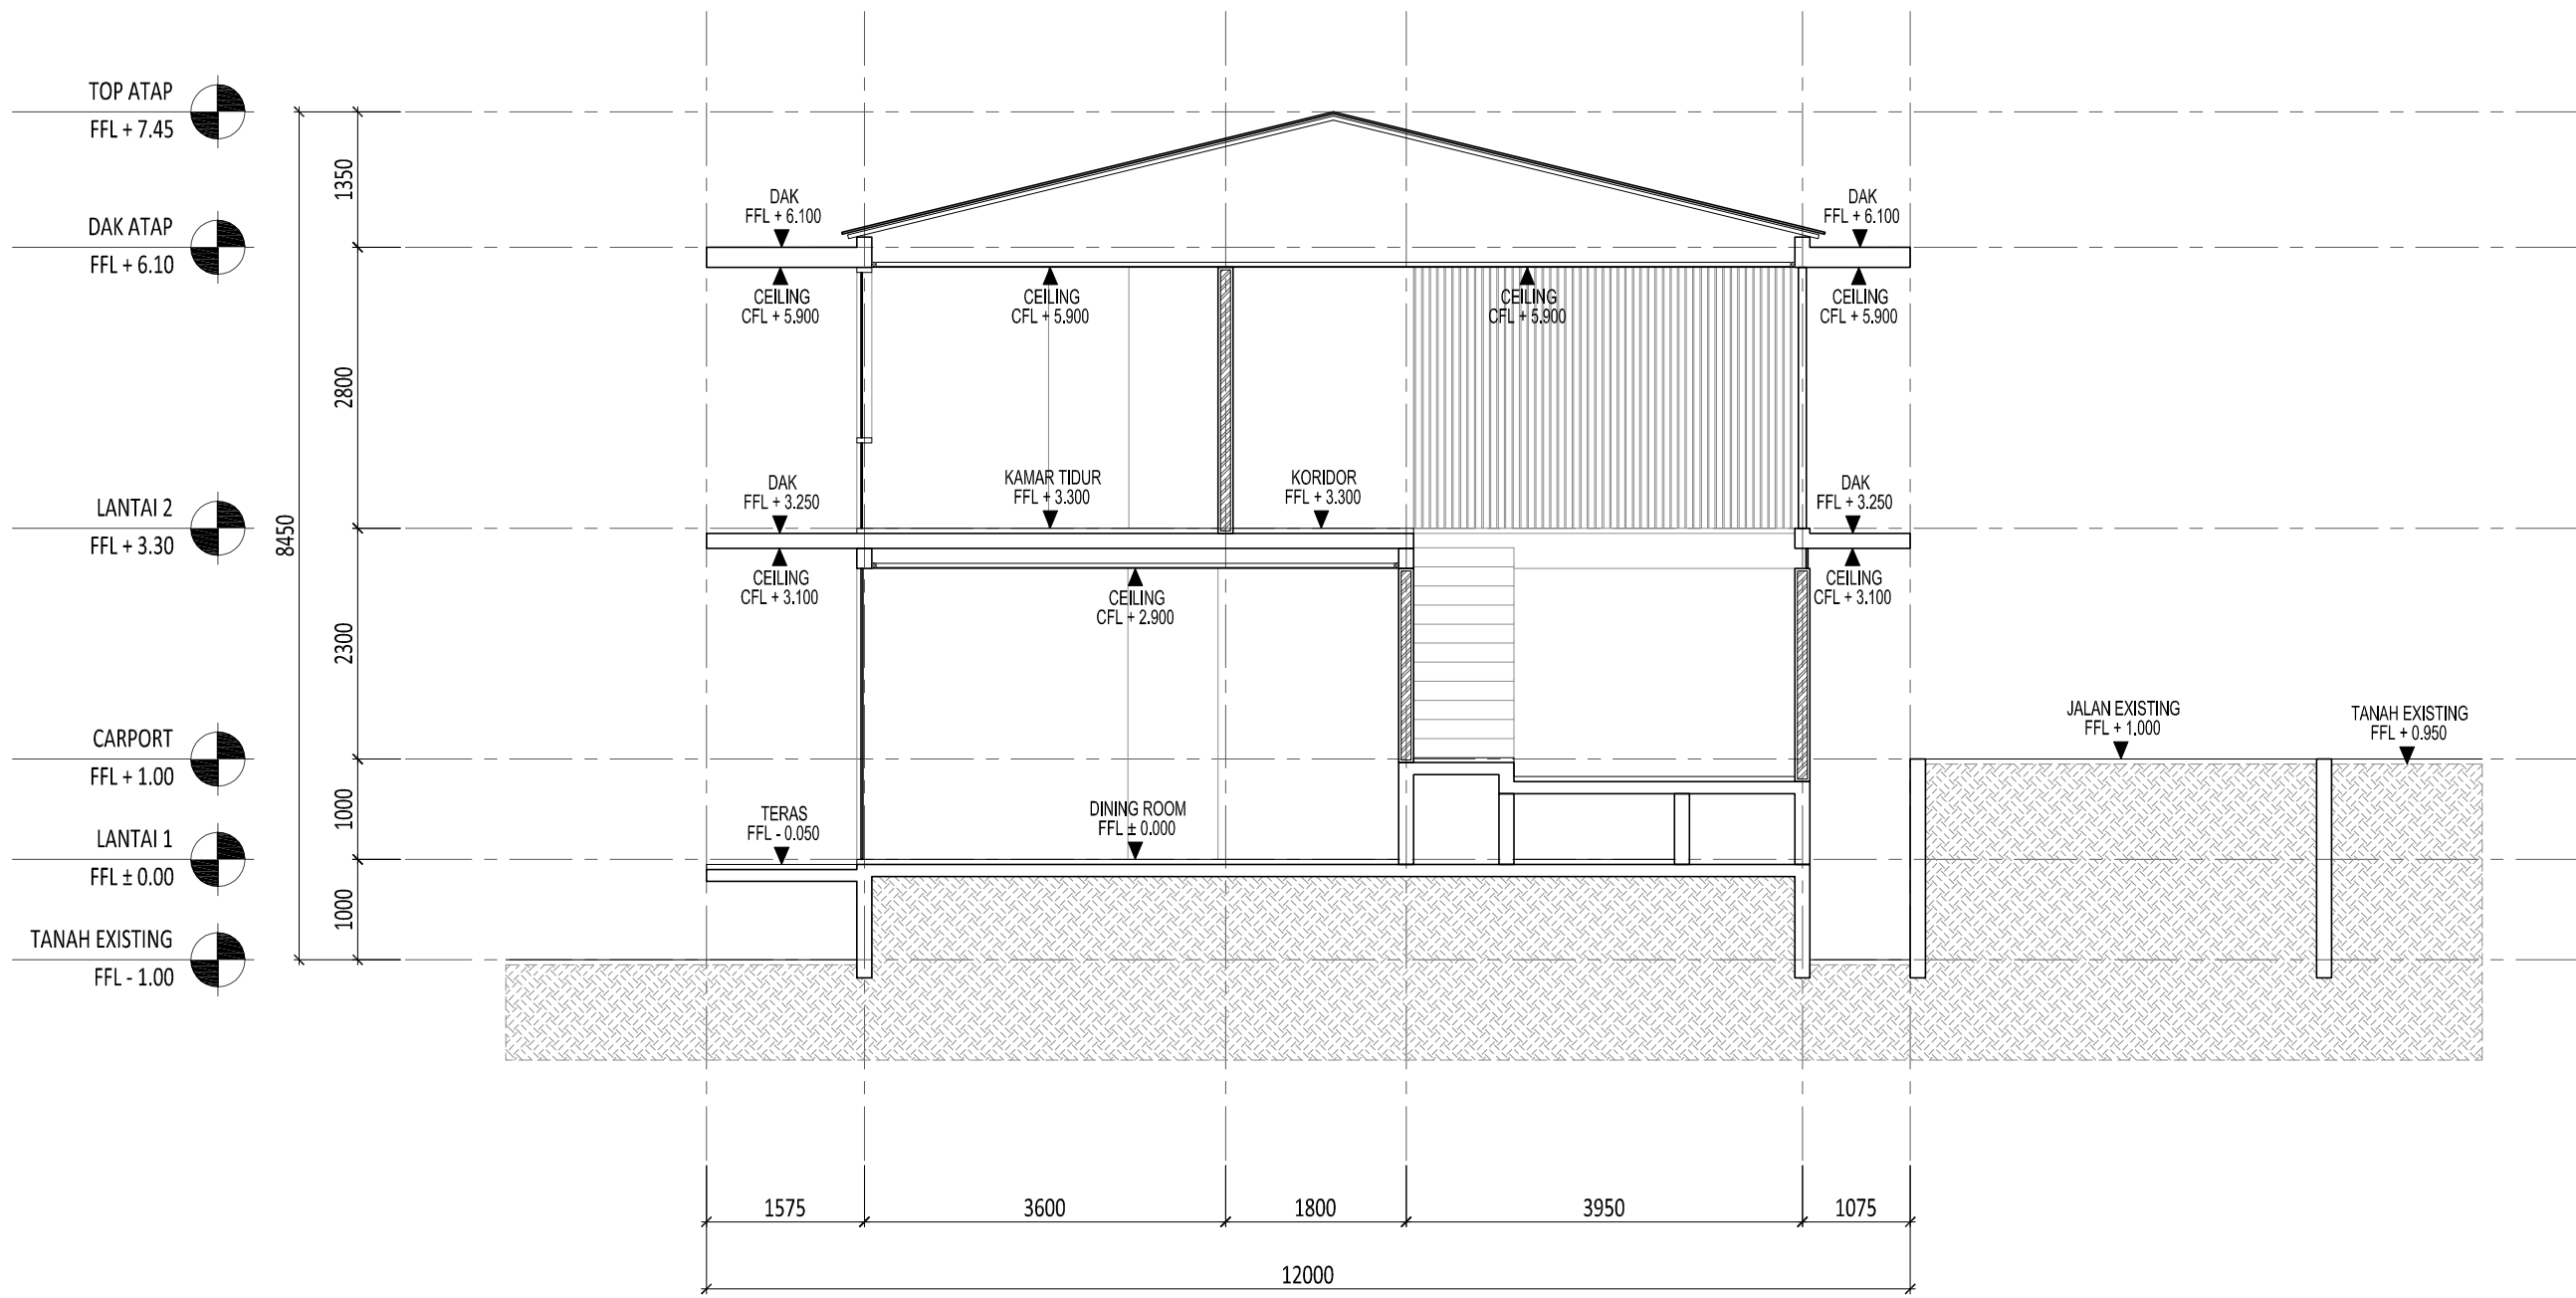 TOP ATAP
FFL + 7.45
DAK ATAP
FFL + 6.10
LANTAI 2
FFL + 3.30
CARPORT
FFL + 1.00
LANTAI 1
FFL ± 0.00
TANAH EXISTING
FFL - 1.00
8450
1350
2800
2300
1000
1000
DAK
FFL + 6.100
DAK
FFL + 6.100
CEILING
CFL + 5.900
CEILING
CFL + 5.900
CEILING
CFL + 5.900
CEILING
CFL + 5.900
DAK
FFL + 3.250
KAMAR TIDUR
FFL + 3.300
KORIDOR
FFL + 3.300
DAK
FFL + 3.250
CEILING
CFL + 3.100
CEILING
CFL + 2.900
CEILING
CFL + 3.100
JALAN EXISTING
FFL + 1.000
TANAH EXISTING
FFL + 0.950
TERAS
FFL - 0.050
DINING ROOM
FFL ± 0.000
1575
3600
1800
3950
1075
12000